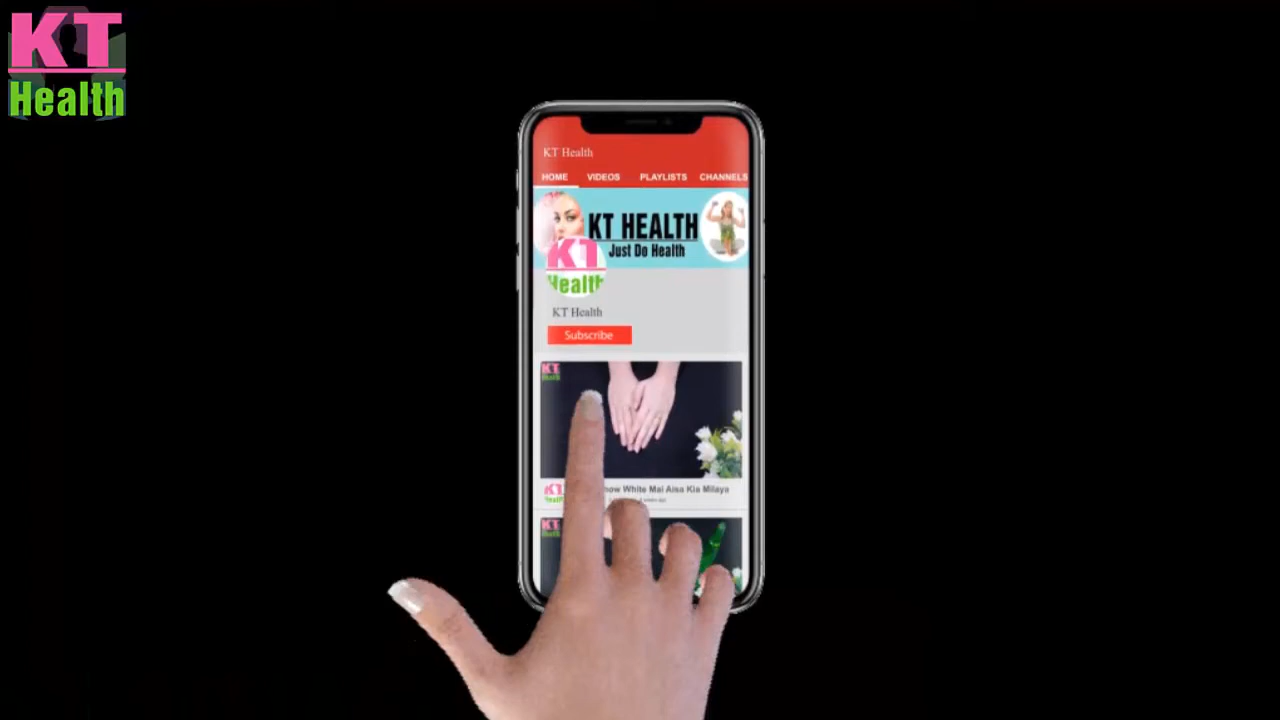 KT
Health
KT Health
HOME VIDEOS PLAYLISTS CHANNELS
KT HEALTH
Just Do Health
KT
Health
KT Health
Subscribe
KT
Health
White Mai Aisa Kia Milaya
KT
KT
Health